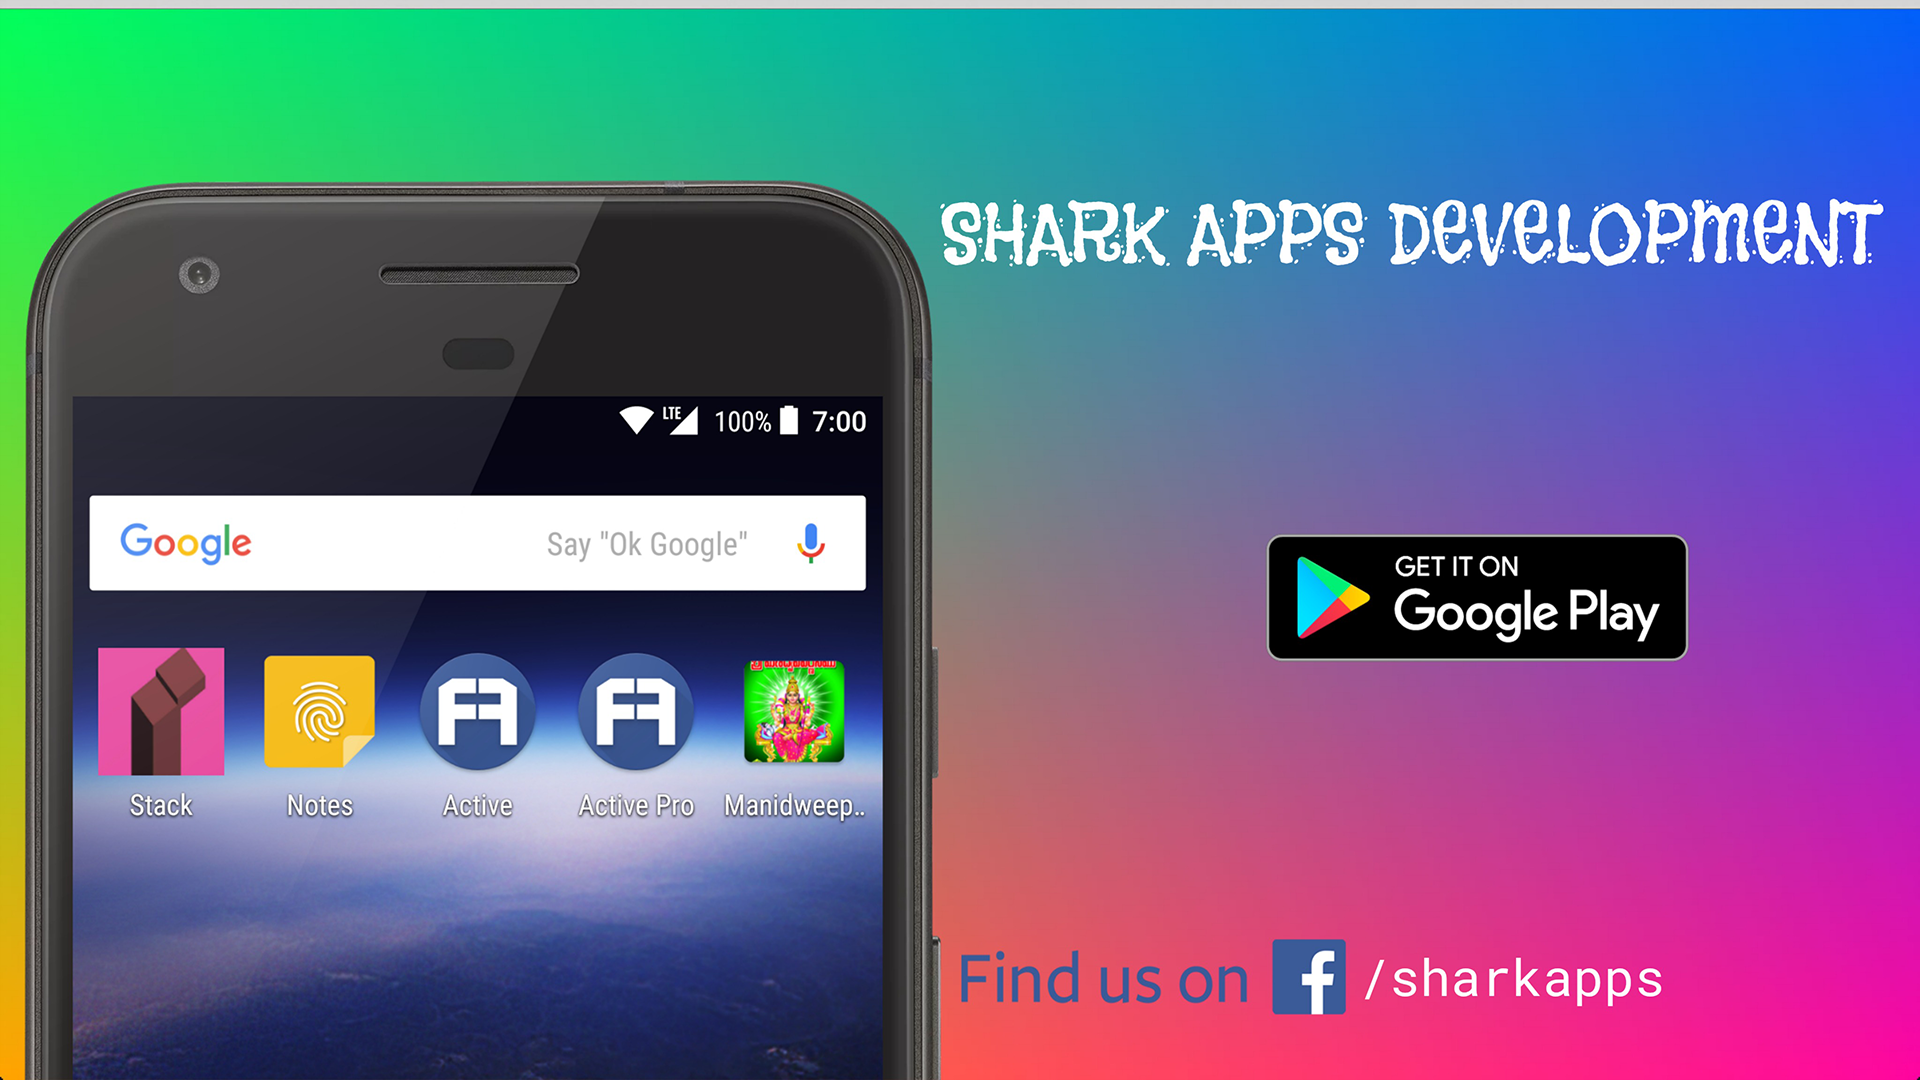 SHARK APPS DEVELOPMENT
LTE 100% 7:00
Google Say "Ok Google"
GET IT ON
Google Play
Stack Notes Active Active Pro Manidweep..
Find us on f /sharkapps